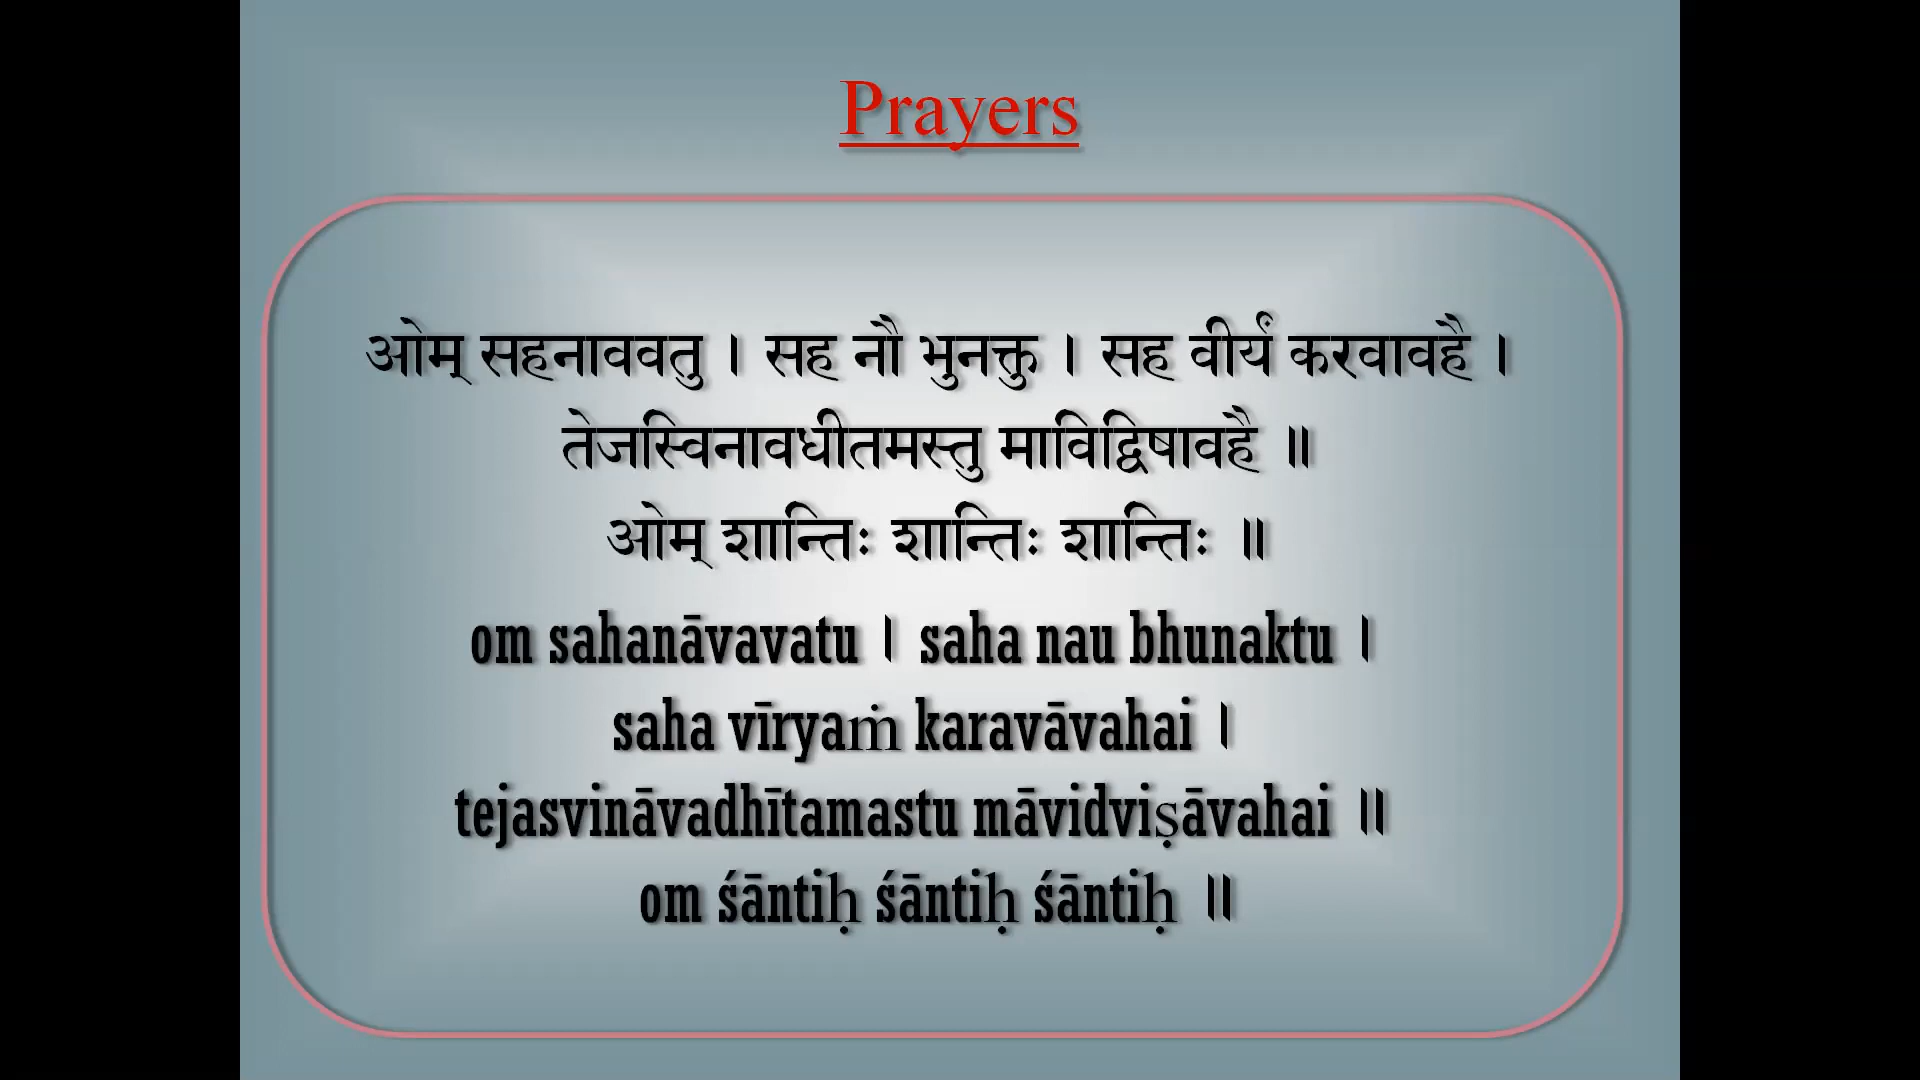 Prayers
ओम् सहनाववतु । सह नौ भुनक्तु । सह वीर्यं करवावहै ।
तेजस्विनावधीतमस्तु माविद्विषावहै ॥
ओम् शान्तिः शान्तिः शान्तिः ॥
om sahanāvavatu । saha nau bhunaktu ।
saha vīryaṁ karavāvahai ।
tejasvināvadhītamastu māvidviṣāvahai ॥
om śāntiḥ śāntiḥ śāntiḥ ॥